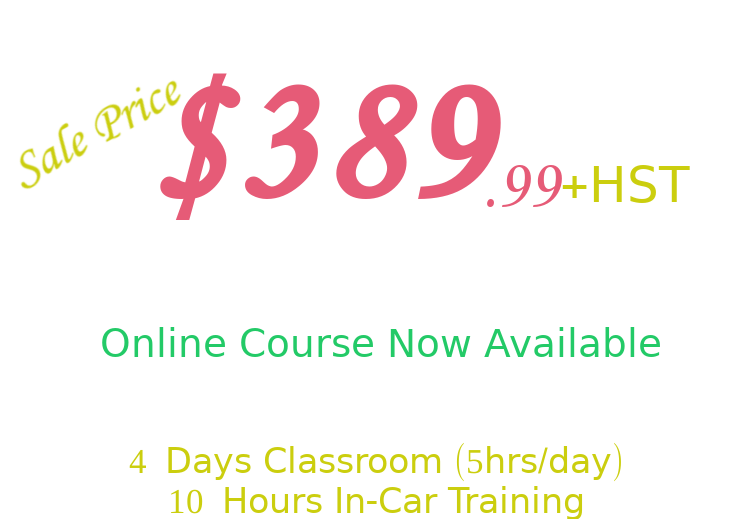 Sale Price $389.99+HST
Online Course Now Available
4 Days Classroom (5hrs/day)
10 Hours In-Car Training